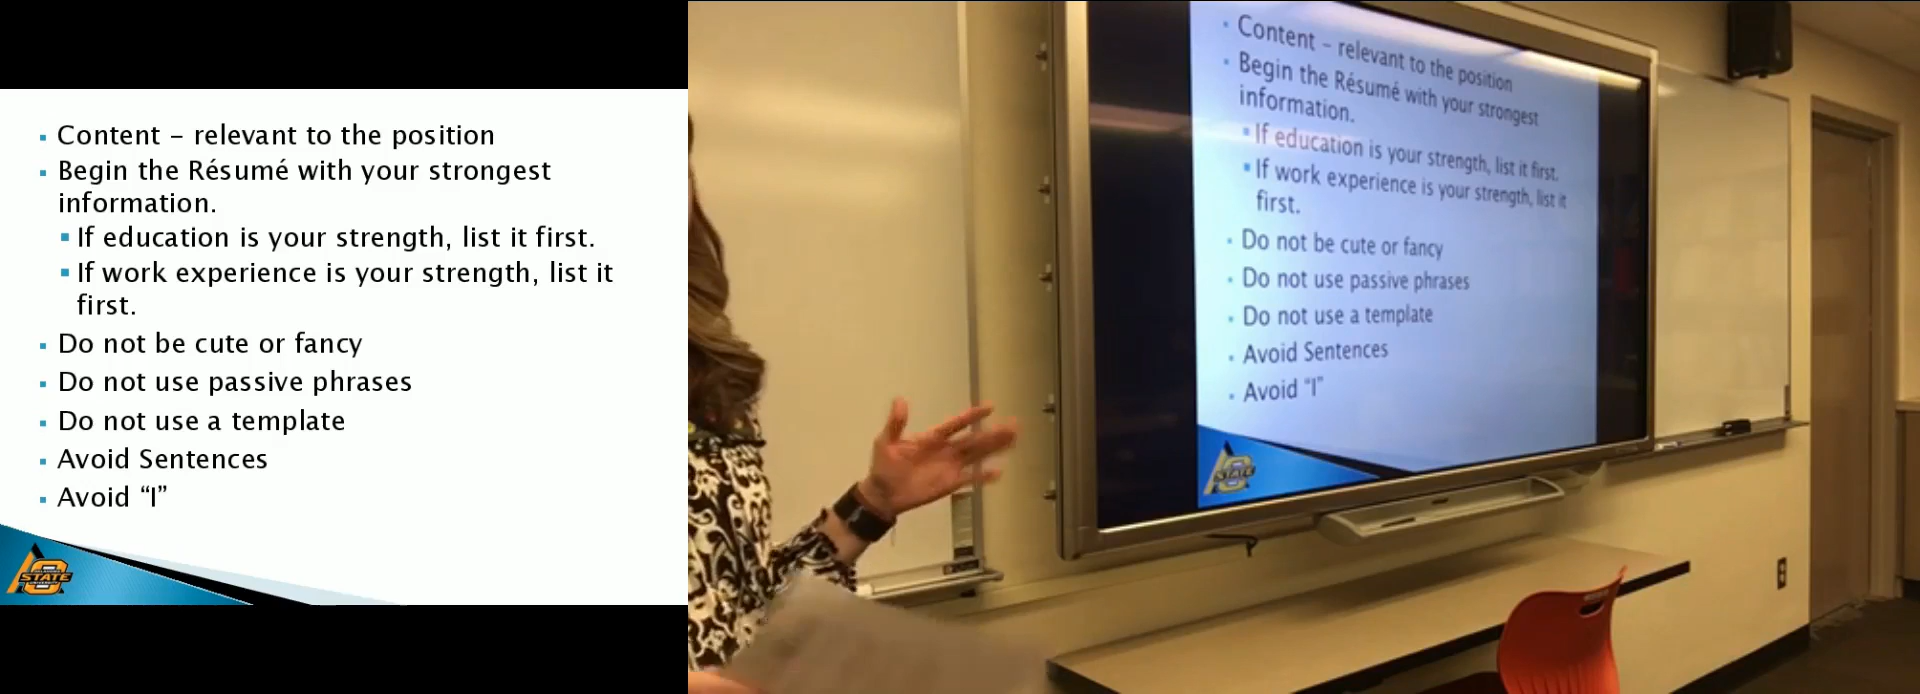 Content – relevant to the position
Begin the Résumé with your strongest
information.
If education is your strength, list it first.
If work experience is your strength, list it
first.
Do not be cute or fancy
Do not use passive phrases
Do not use a template
Avoid Sentences
Avoid “I”
STATE
Content – relevant to the position
Begin the Résumé with your strongest
information.
If education is your strength, list it first.
If work experience is your strength, list it
first.
Do not be cute or fancy
Do not use passive phrases
Do not use a template
Avoid Sentences
Avoid “I”
STATE